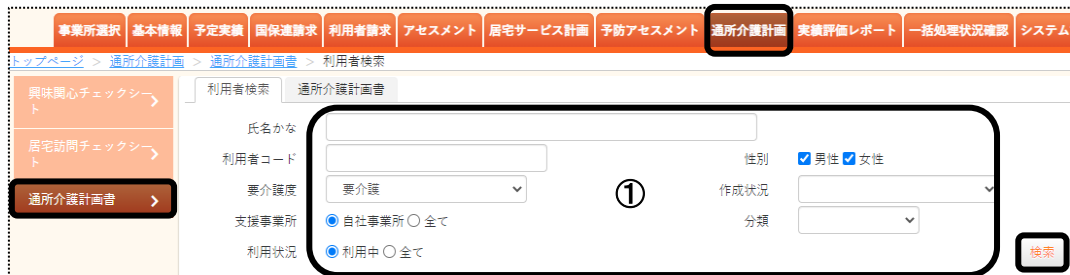 事業所選択 基本情報 予定実績 国保連請求 利用者請求 アセスメント 居宅サービス計画 予防アセスメント 通所介護計画 実績評価レポート 一括処理状況確認 システム
トップページ > 通所介護計画 > 通所介護計画書 > 利用者検索
興味関心チェックシー
ト
居宅訪問チェックシー
ト
通所介護計画書
利用者検索 通所介護計画書
氏名かな
利用者コード 性別 男性 女性
要介護度 要介護 ① 作成状況
支援事業所 自社事業所 全て 分類
利用状況 利用中 全て 検索